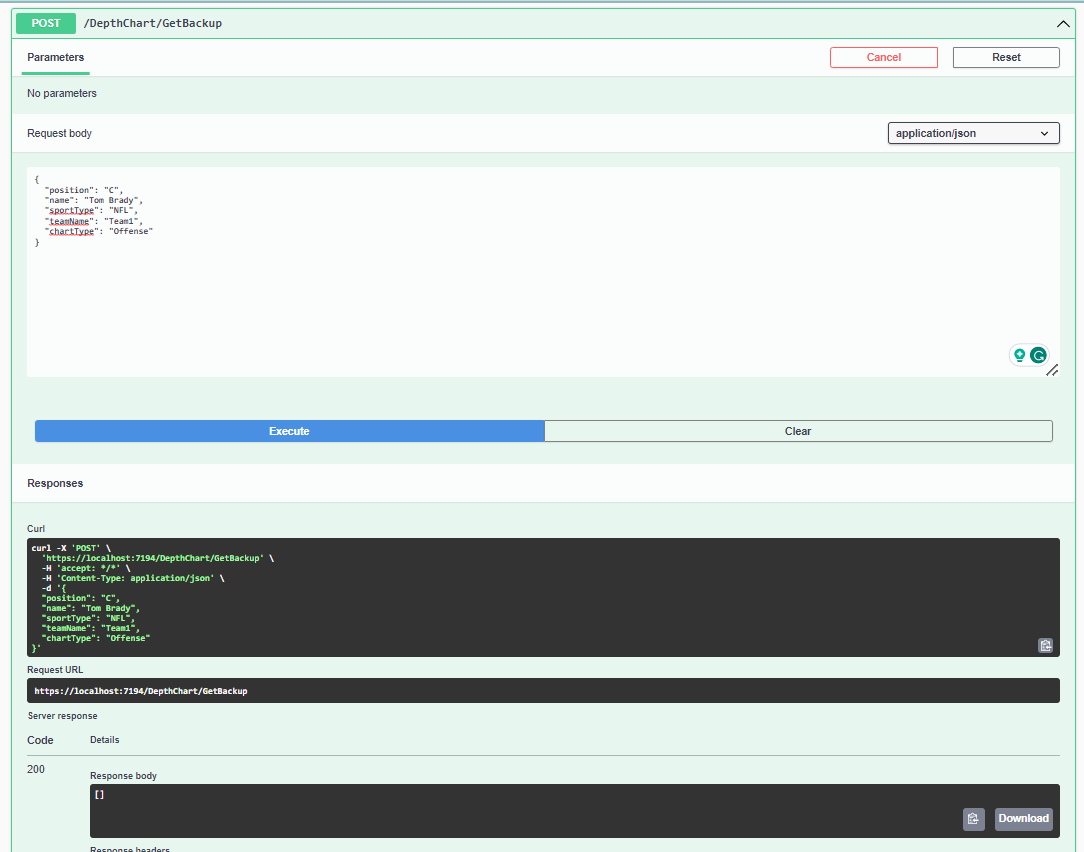 POST /DepthChart/GetBackup
Parameters
Cancel
Reset
No parameters
Request body
application/json
{
"position": "C",
"name": "Tom Brady",
"sportType": "NFL",
"teamName": "Team1",
"chartType": "Offense"
}
Execute
Clear
Responses
Curl
curl -X 'POST' \
'https://localhost:7194/DepthChart/GetBackup' \
-H 'accept: */*' \
-H 'Content-Type: application/json' \
-d '{
"position": "C",
"name": "Tom Brady",
"sportType": "NFL",
"teamName": "Team1",
"chartType": "Offense"
}'
Request URL
https://localhost:7194/DepthChart/GetBackup
Server response
Code Details
200
Response body
[]
Download
Response headers